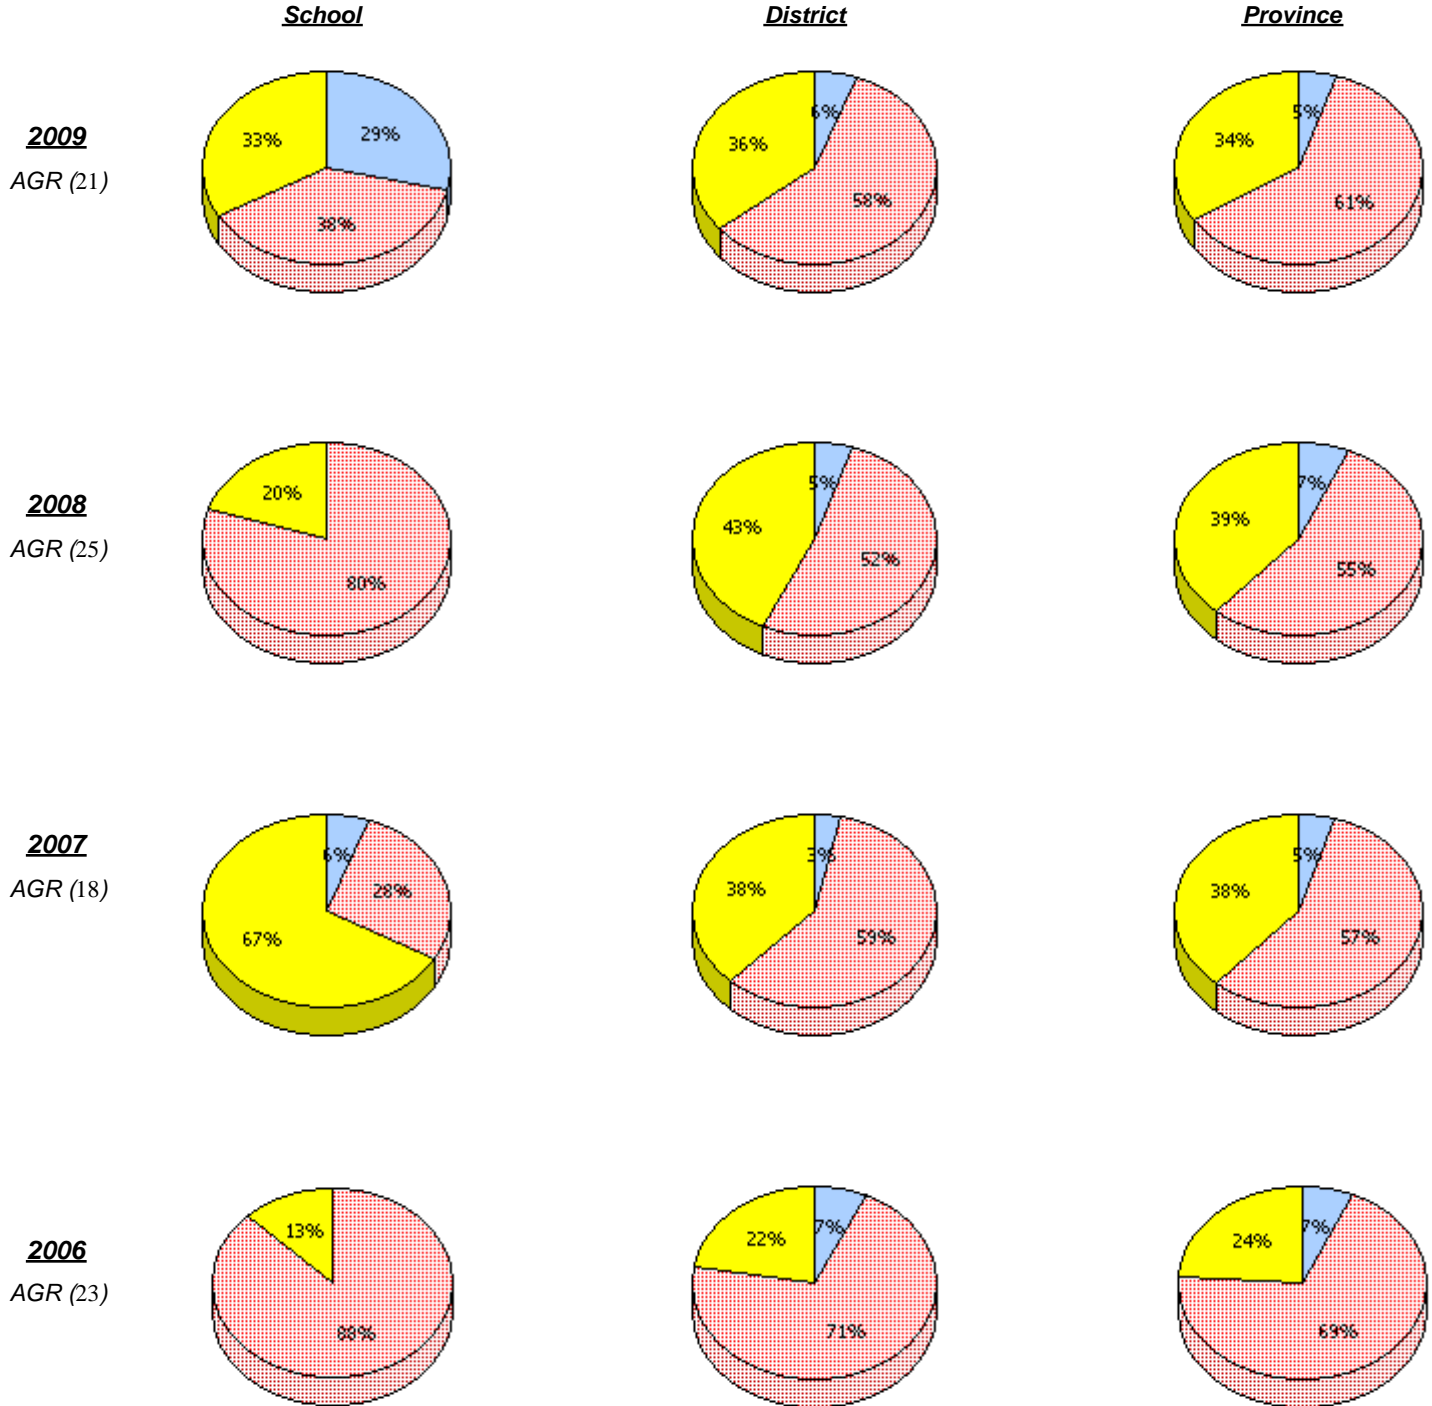 School District Province
2009
AGR (21)
33% 29% 38%
36% 6% 58%
34% 5% 61%
2008
AGR (25)
20% 80%
43% 5% 52%
39% 7% 55%
2007
AGR (18)
67% 6% 28%
38% 3% 59%
38% 5% 57%
2006
AGR (23)
13% 88%
22% 7% 71%
24% 7% 69%